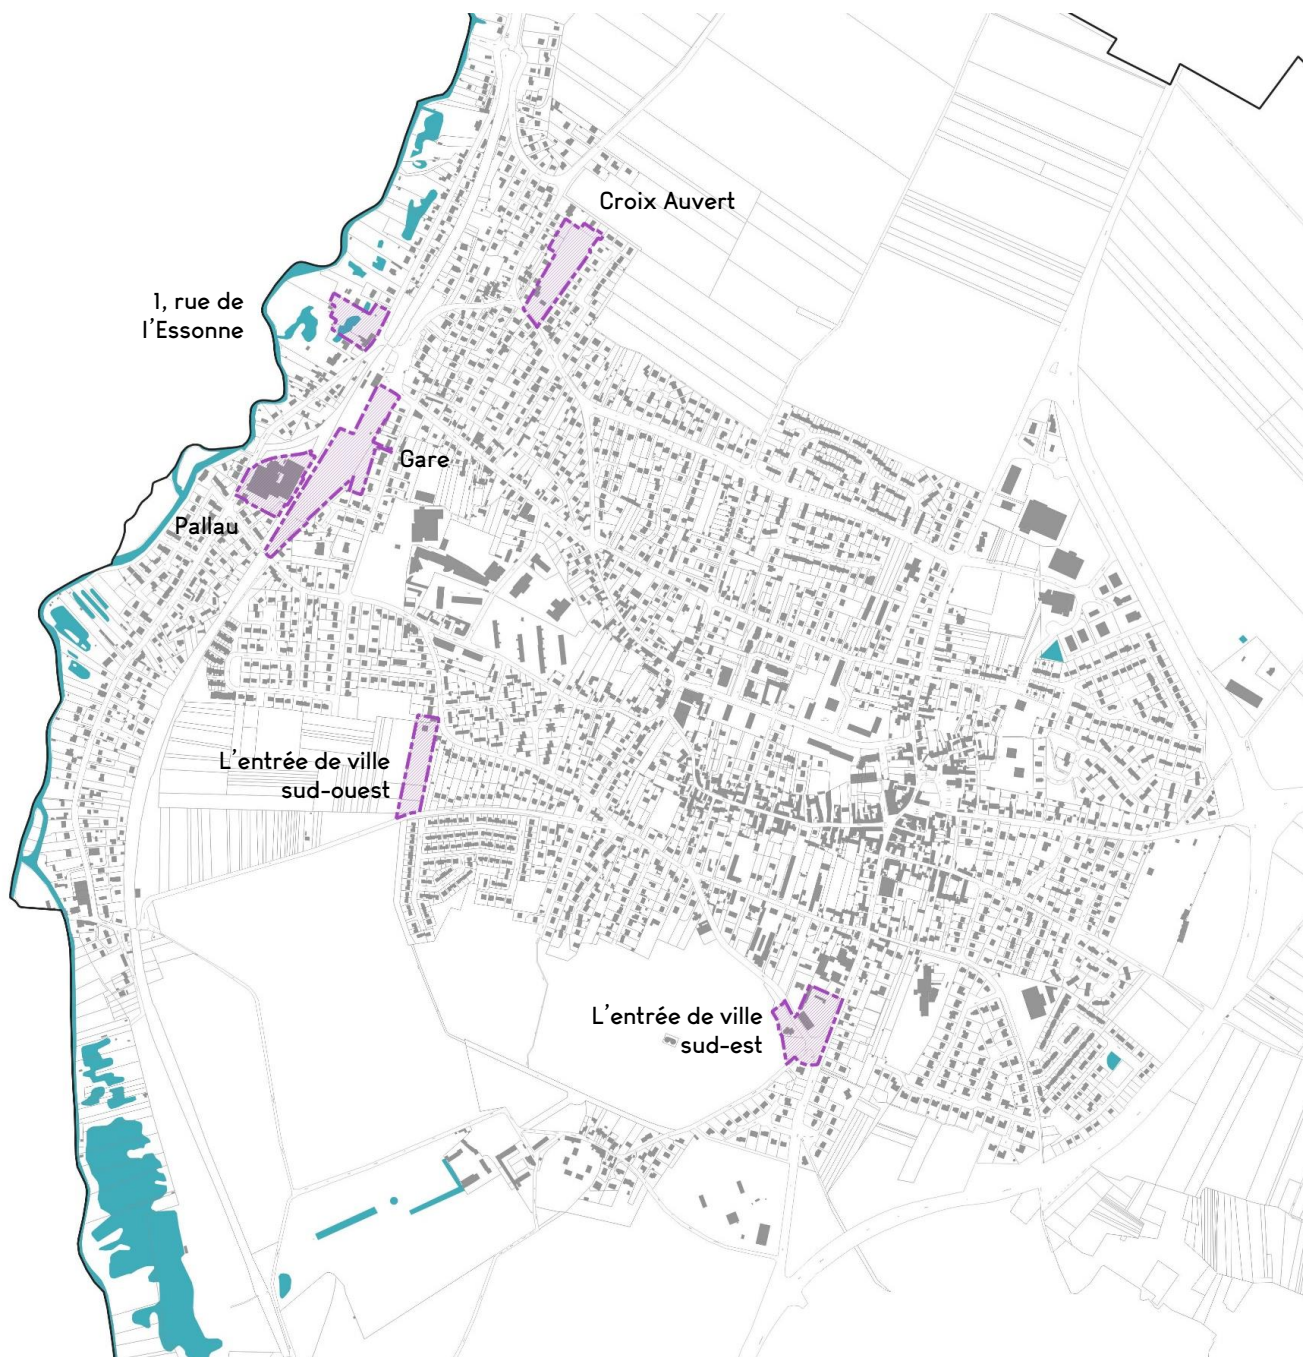 Croix Auvert
1, rue de
l'Essonne
Gare
Pallau
L'entrée de ville
sud-ouest
L'entrée de ville
sud-est